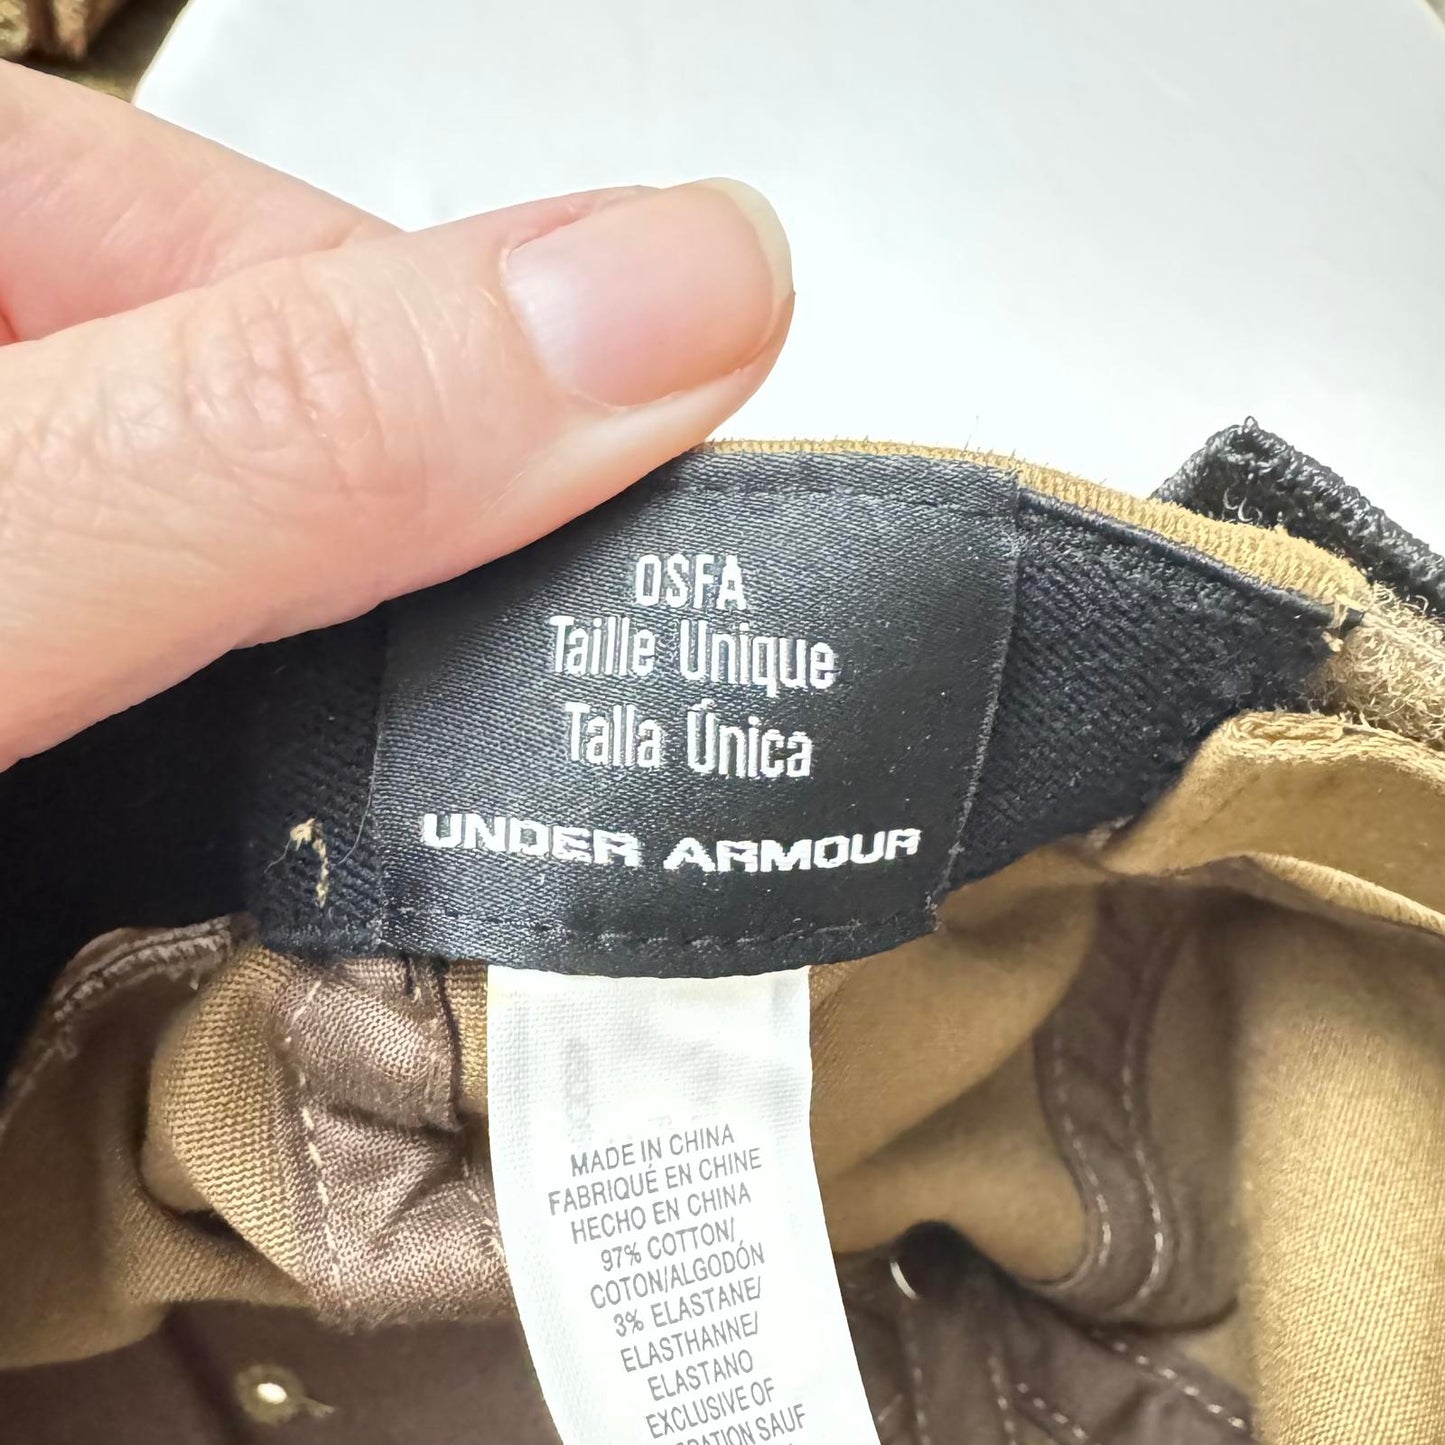 OSFA
Taille Unique
Talla Única
UNDER ARMOUR
MADE IN CHINA
FABRIQUÉ EN CHINE
HECHO EN CHINA
97% COTTON/
COTON/ALGODÓN
3% ELASTANE/
ELASTHANNE/
ELASTANO
EXCLUSIVE OF
SAUF